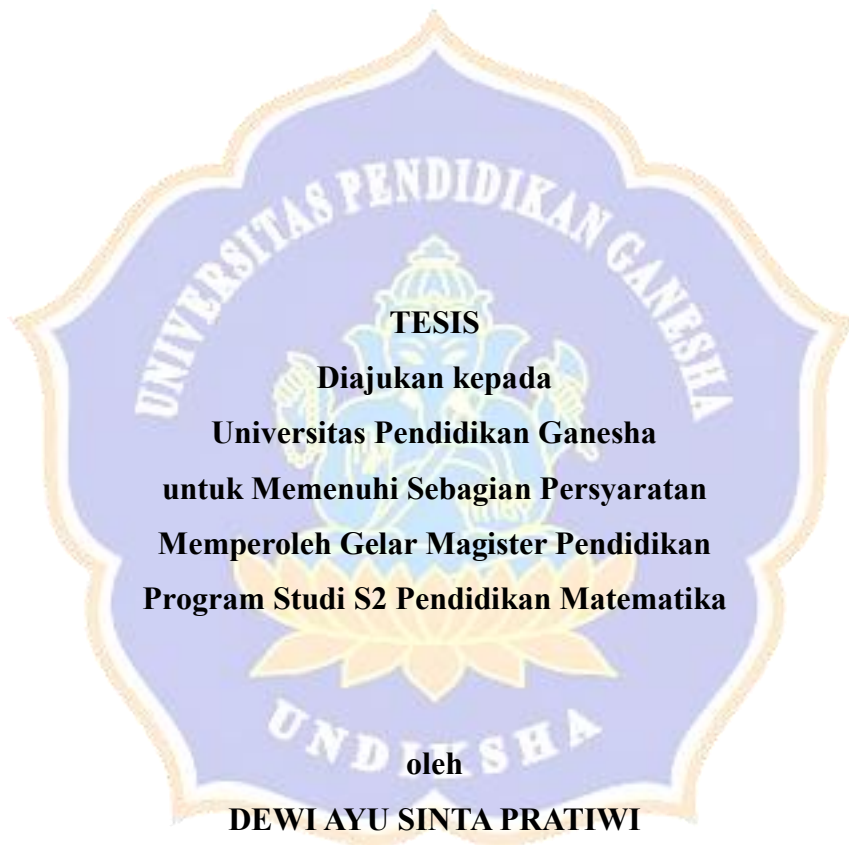 UNIVERSITAS PENDIDIKAN GANESHA
TESIS
Diajukan kepada
Universitas Pendidikan Ganesha
untuk Memenuhi Sebagian Persyaratan
Memperoleh Gelar Magister Pendidikan
Program Studi S2 Pendidikan Matematika
UNDIKSHA
oleh
DEWI AYU SINTA PRATIWI